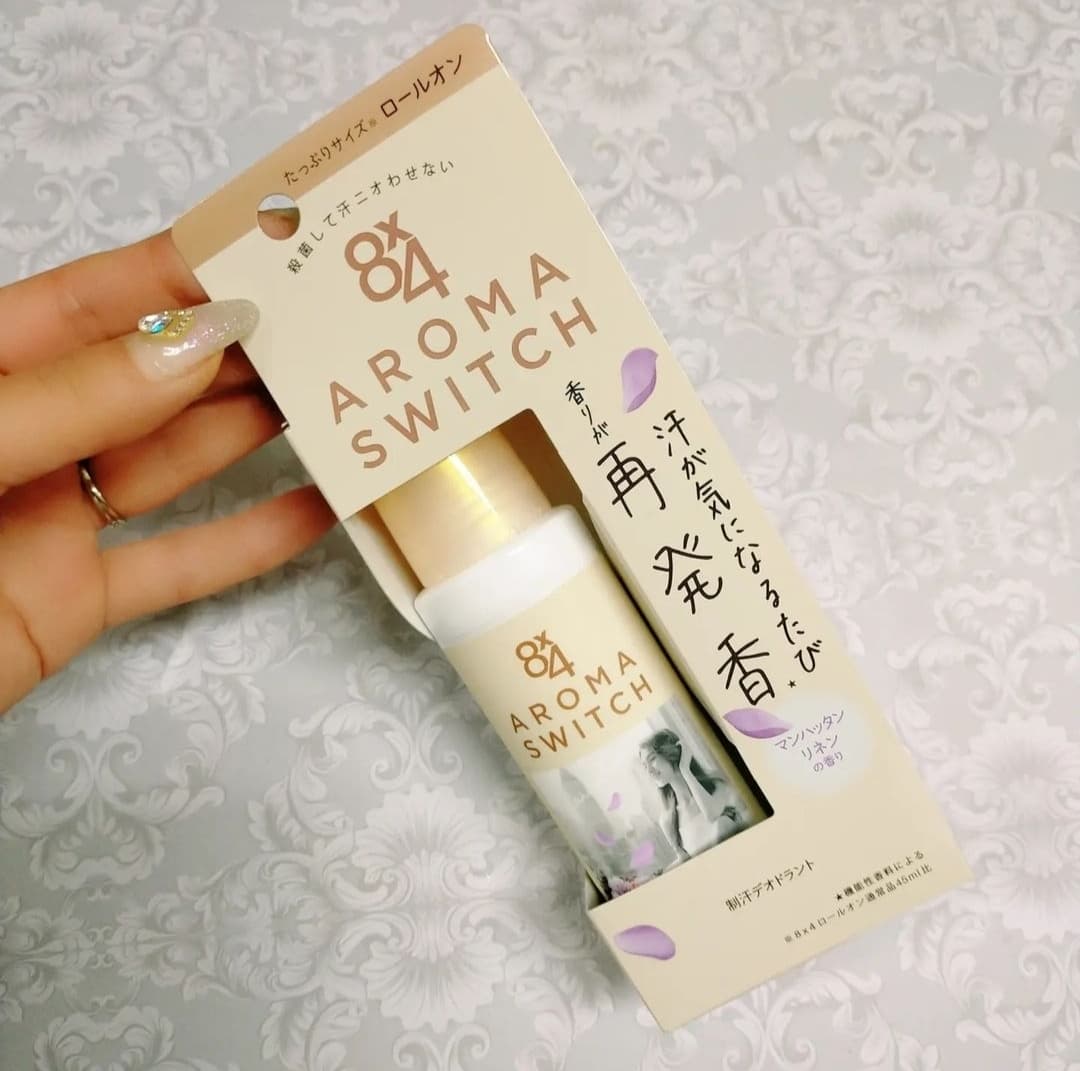 たっぷりサイズ※ ロールオン
殺菌して汗ニオわせない
8x4
AROMA
SWITCH
汗が気になるたび
香りが
再発香★
マンハッタン
リネン
の香り
8x4
AROMA
SWITCH
制汗デオドラント
★機能性香料による
※8×4 ロールオン通常品45ml比